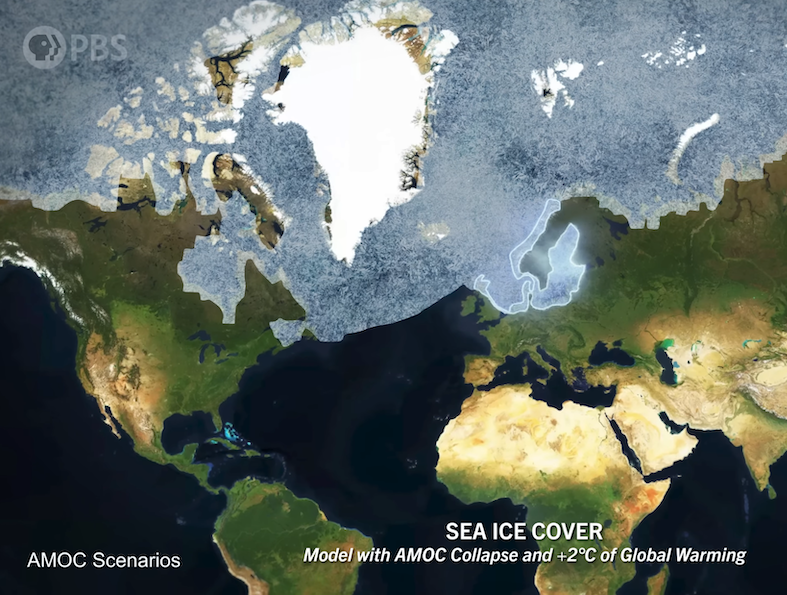 PBS
SEA ICE COVER
Model with AMOC Collapse and +2°C of Global Warming
AMOC Scenarios